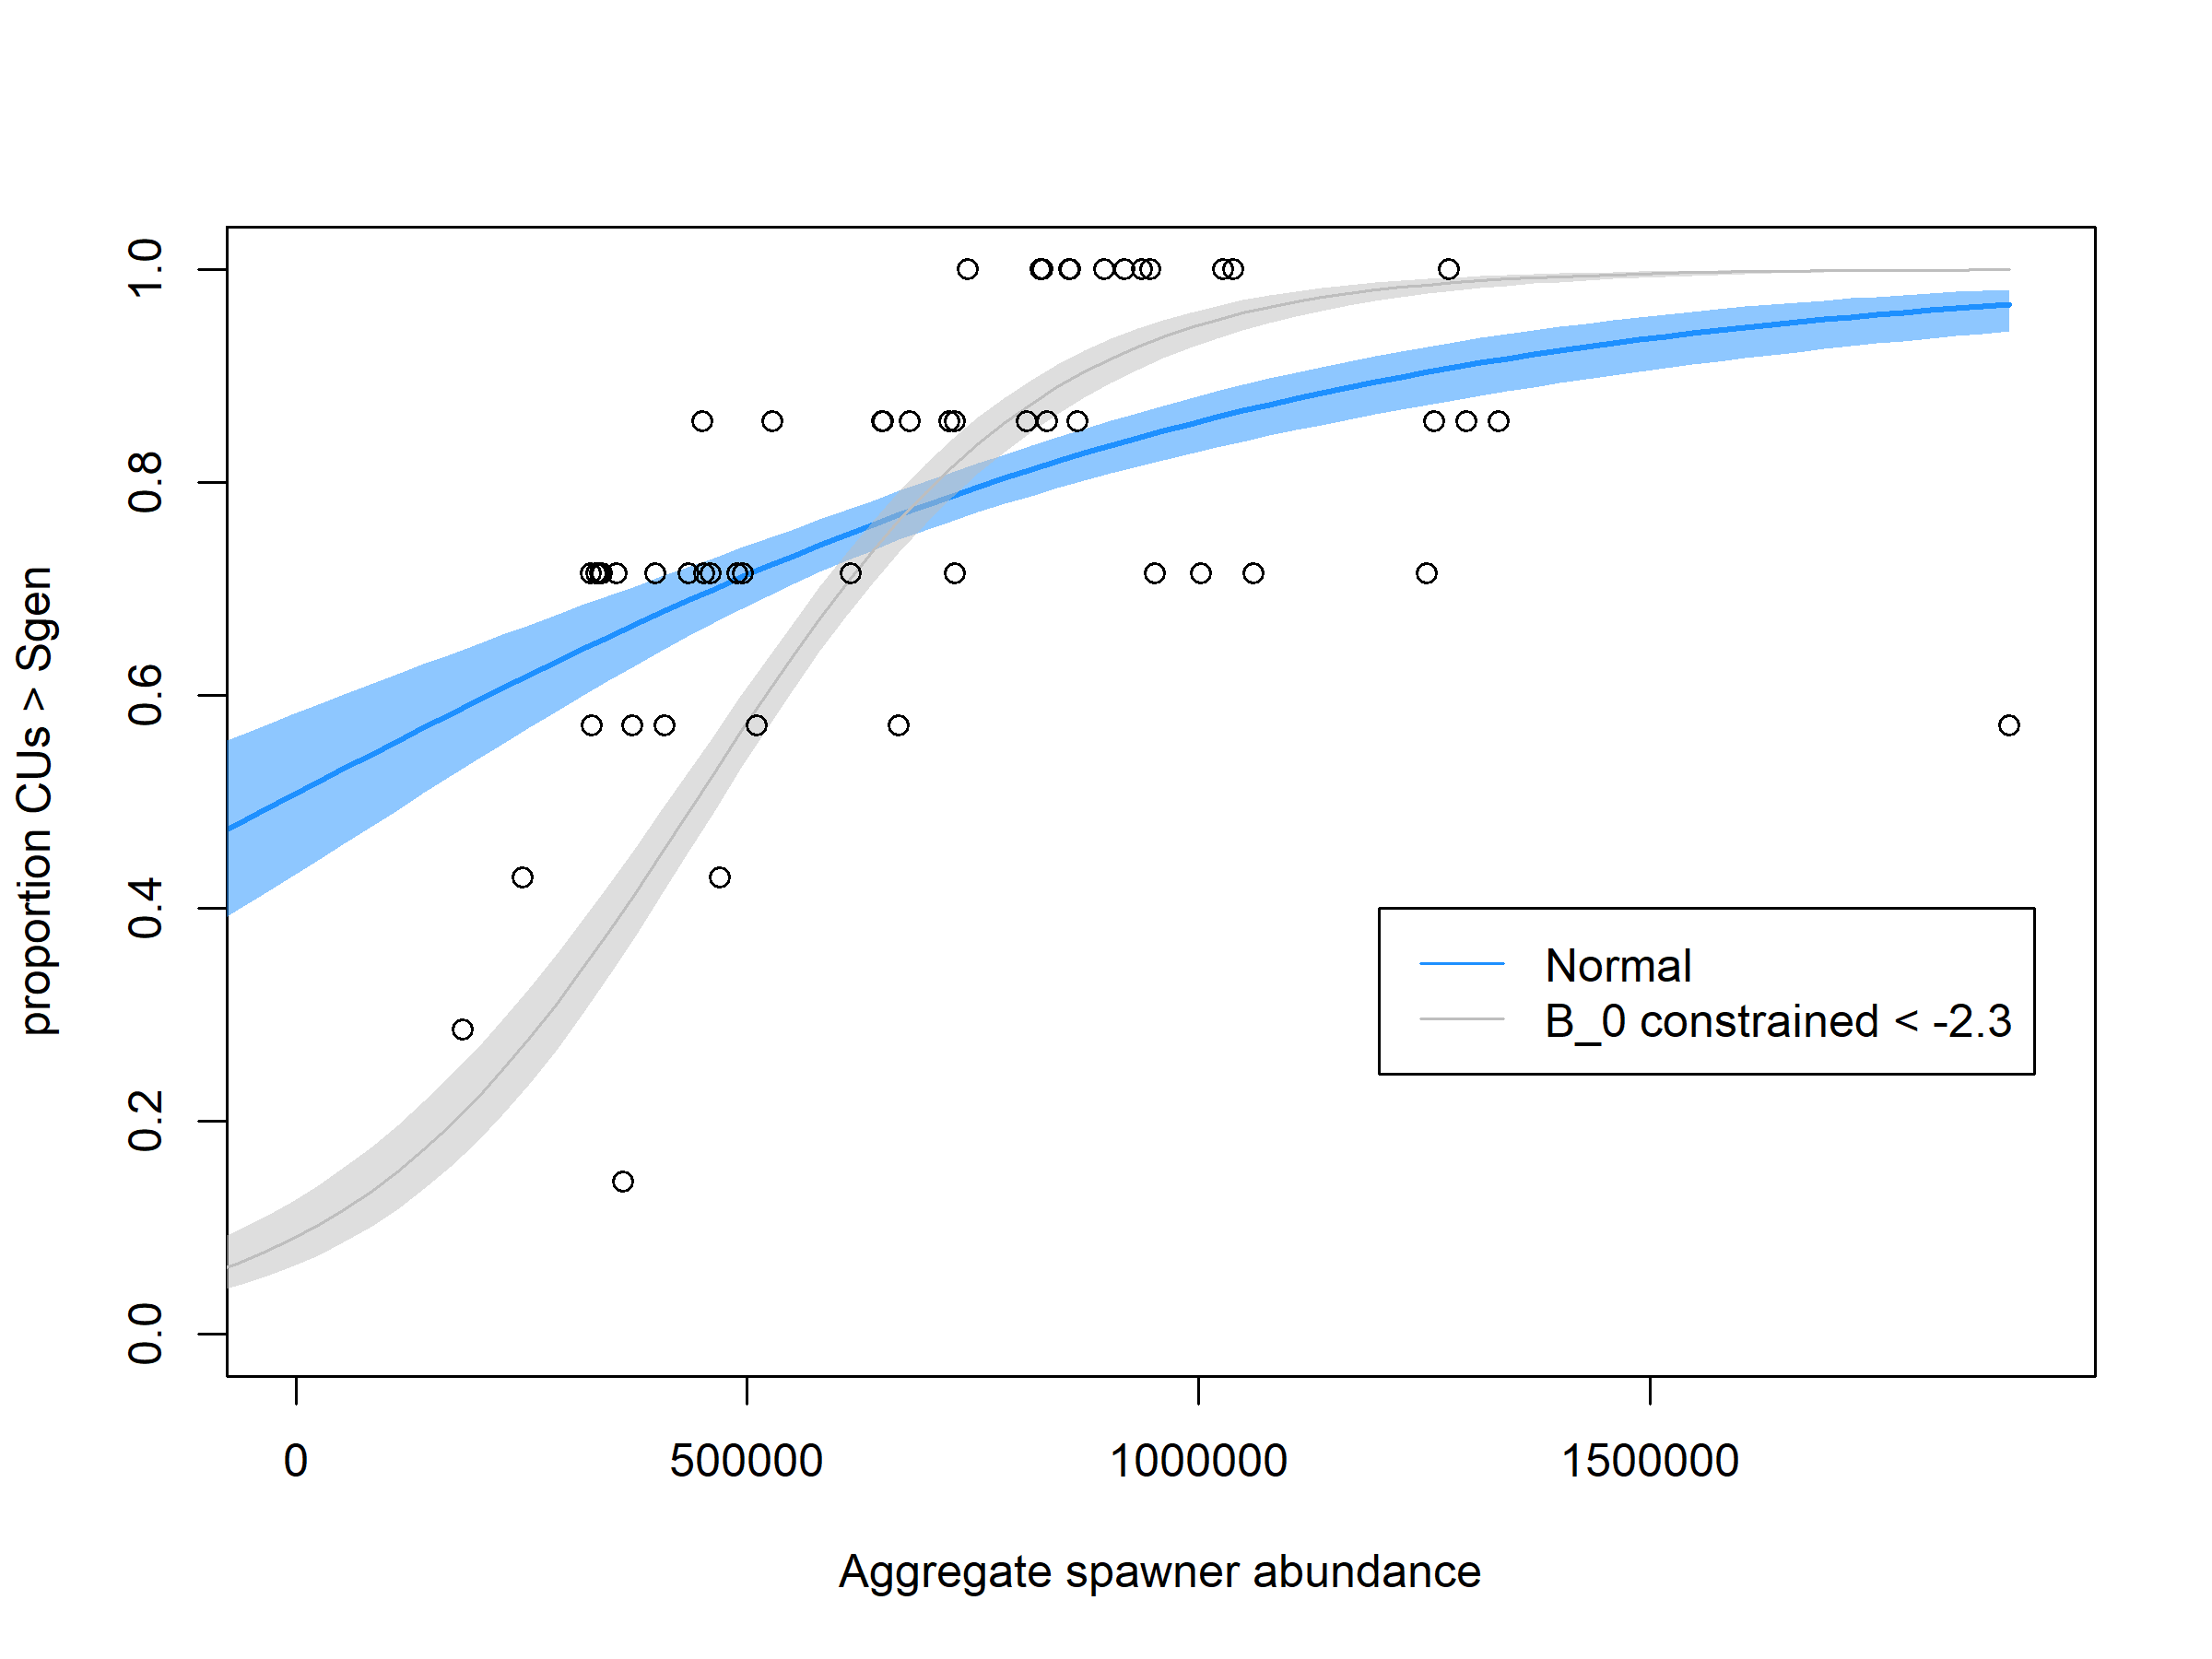 proportion CUs > Sgen
1.0
0.8
0.6
0.4
0.2
0.0
Normal
B_0 constrained < -2.3
0
500000
1000000
1500000
Aggregate spawner abundance